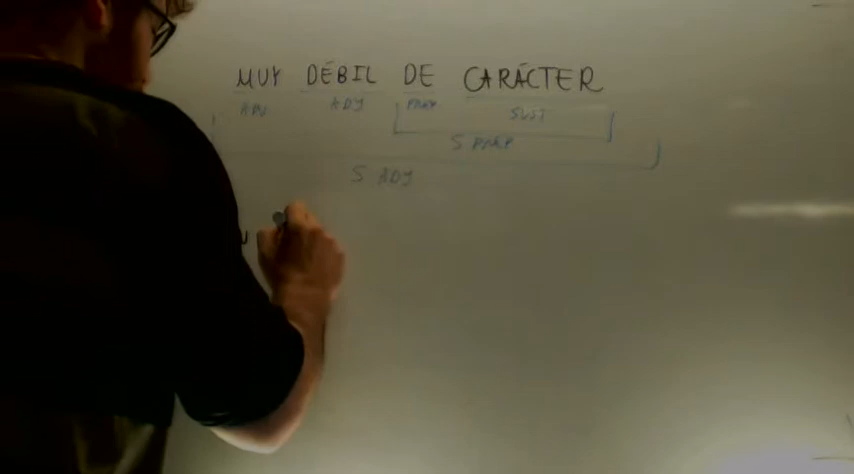 MUY DÉBIL DE CARÁCTER
ADV ADJ PREP SUST
S PREP
S ADJ